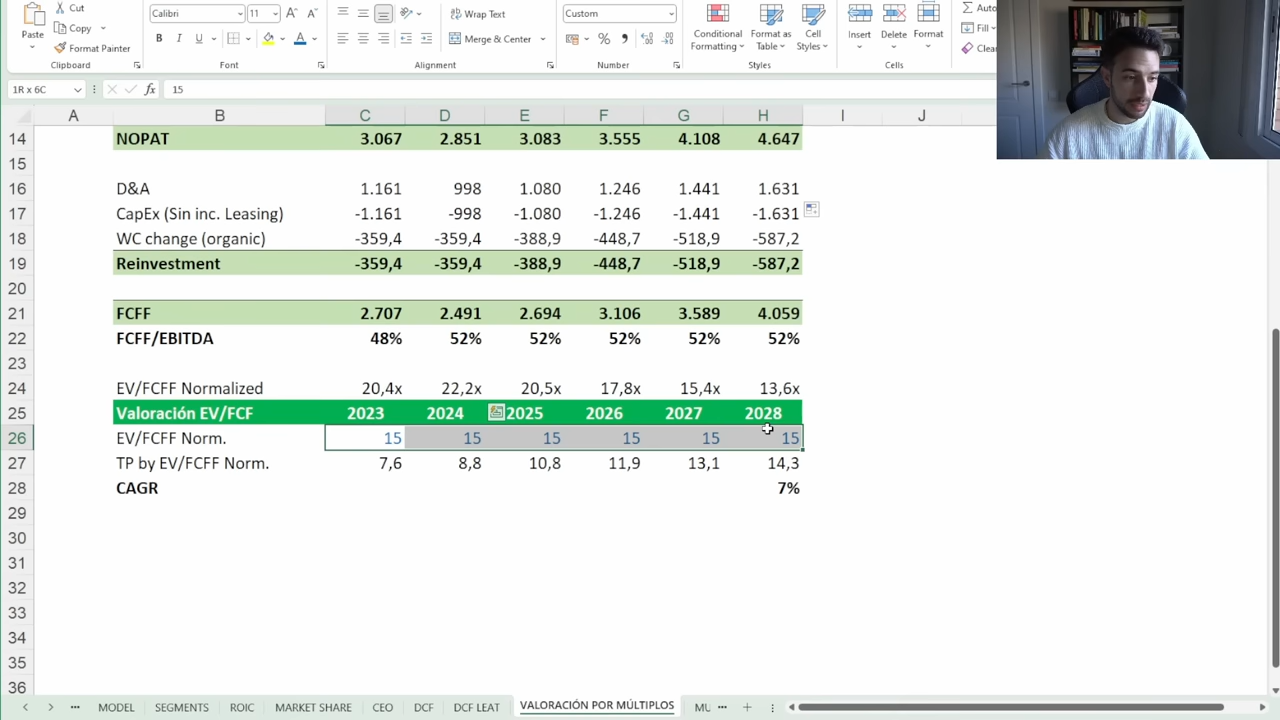 Cut
Copy
Format Painter
Paste
Clipboard
Calibri 11 A A
B I U A
Font
Wrap Text
Merge & Center
Alignment
Custom
%
Number
Conditional Formatting
Format as Table
Cell Styles
Styles
Insert
Delete
Format
Cells
Auto
Fill
Clea
1R x 6C fx 15
A B C D E F G H I J
14 NOPAT 3.067 2.851 3.083 3.555 4.108 4.647
15
16 D&A 1.161 998 1.080 1.246 1.441 1.631
17 CapEx (Sin inc. Leasing) -1.161 -998 -1.080 -1.246 -1.441 -1.631
18 WC change (organic) -359,4 -359,4 -388,9 -448,7 -518,9 -587,2
19 Reinvestment -359,4 -359,4 -388,9 -448,7 -518,9 -587,2
20
21 FCFF 2.707 2.491 2.694 3.106 3.589 4.059
22 FCFF/EBITDA 48% 52% 52% 52% 52% 52%
23
24 EV/FCFF Normalized 20,4x 22,2x 20,5x 17,8x 15,4x 13,6x
25 Valoración EV/FCF 2023 2024 2025 2026 2027 2028
26 EV/FCFF Norm. 15 15 15 15 15 15
27 TP by EV/FCFF Norm. 7,6 8,8 10,8 11,9 13,1 14,3
28 CAGR 7%
29
30
31
32
33
34
35
36
... MODEL SEGMENTS ROIC MARKET SHARE CEO DCF DCF LEAT VALORACIÓN POR MÚLTIPLOS MU ... +